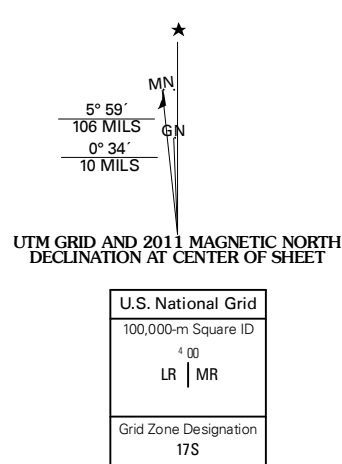 ★
MN
5° 59´
106 MILS
GN
0° 34´
10 MILS
UTM GRID AND 2011 MAGNETIC NORTH
DECLINATION AT CENTER OF SHEET
U.S. National Grid
100,000-m Square ID
4 00
LR | MR
Grid Zone Designation
17S